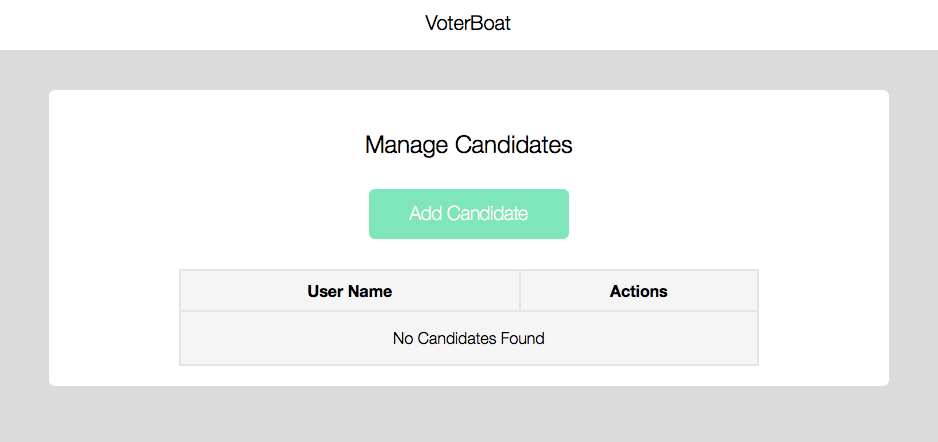 VoterBoat
Manage Candidates
Add Candidate
User Name Actions
No Candidates Found